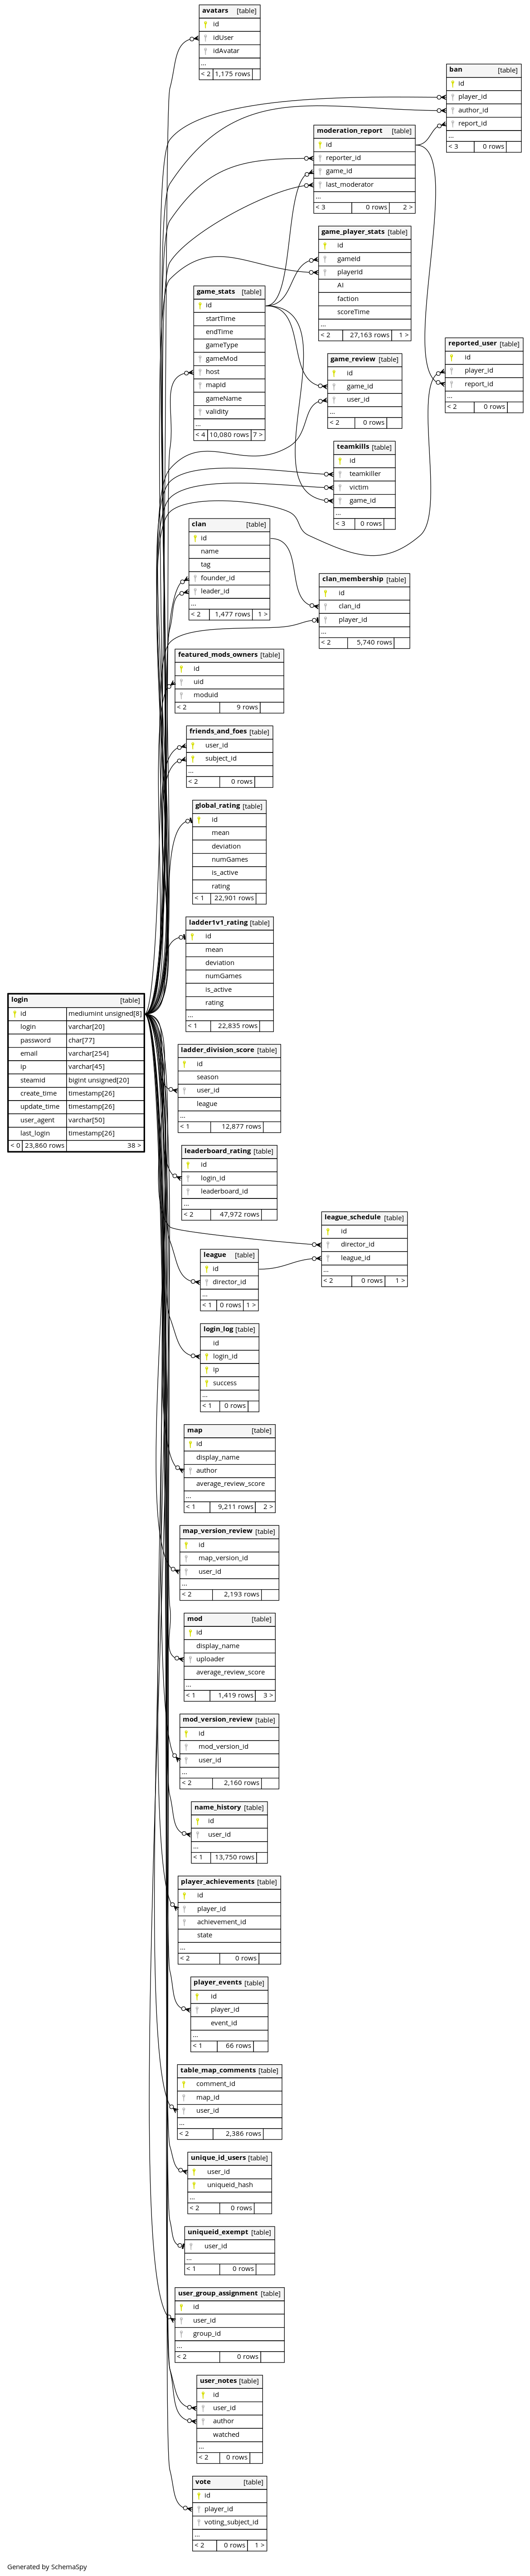 avatars [table]
id
idUser
idAvatar
...
< 2 1,175 rows
ban [table]
id
player_id
author_id
report_id
...
< 3 0 rows
moderation_report [table]
id
reporter_id
game_id
last_moderator
...
< 3 0 rows 2 >
game_player_stats [table]
id
gameId
playerId
AI
faction
scoreTime
...
< 2 27,163 rows 1 >
game_stats [table]
id
startTime
endTime
gameType
gameMod
host
mapId
gameName
validity
...
< 4 10,080 rows 7 >
reported_user [table]
id
player_id
report_id
...
< 2 0 rows
game_review [table]
id
game_id
user_id
...
< 2 0 rows
teamkills [table]
id
teamkiller
victim
game_id
...
< 3 0 rows
clan [table]
id
name
tag
founder_id
leader_id
...
< 2 1,477 rows 1 >
clan_membership [table]
id
clan_id
player_id
...
< 2 5,740 rows
featured_mods_owners [table]
id
uid
moduid
< 2 9 rows
friends_and_foes [table]
user_id
subject_id
...
< 2 0 rows
global_rating [table]
id
mean
deviation
numGames
is_active
rating
< 1 22,901 rows
ladder1v1_rating [table]
id
mean
deviation
numGames
is_active
rating
...
< 1 22,835 rows
login [table]
id mediumint unsigned[8]
login varchar[20]
password char[77]
email varchar[254]
ip varchar[45]
steamid bigint unsigned[20]
create_time timestamp[26]
update_time timestamp[26]
user_agent varchar[50]
last_login timestamp[26]
< 0 23,860 rows 38 >
ladder_division_score [table]
id
season
user_id
league
...
< 1 12,877 rows
leaderboard_rating [table]
id
login_id
leaderboard_id
...
< 2 47,972 rows
league_schedule [table]
id
director_id
league_id
...
< 2 0 rows 1 >
league [table]
id
director_id
...
< 1 0 rows 1 >
login_log [table]
id
login_id
ip
success
...
< 1 0 rows
map [table]
id
display_name
author
average_review_score
...
< 1 9,211 rows 2 >
map_version_review [table]
id
map_version_id
user_id
...
< 2 2,193 rows
mod [table]
id
display_name
uploader
average_review_score
...
< 1 1,419 rows 3 >
mod_version_review [table]
id
mod_version_id
user_id
...
< 2 2,160 rows
name_history [table]
id
user_id
...
< 1 13,750 rows
player_achievements [table]
id
player_id
achievement_id
state
...
< 2 0 rows
player_events [table]
id
player_id
event_id
...
< 1 66 rows
table_map_comments [table]
comment_id
map_id
user_id
...
< 2 2,386 rows
unique_id_users [table]
user_id
uniqueid_hash
...
< 2 0 rows
uniqueid_exempt [table]
user_id
...
< 1 0 rows
user_group_assignment [table]
id
user_id
group_id
...
< 2 0 rows
user_notes [table]
id
user_id
author
watched
...
< 2 0 rows
vote [table]
id
player_id
voting_subject_id
...
< 2 0 rows 1 >
Generated by SchemaSpy